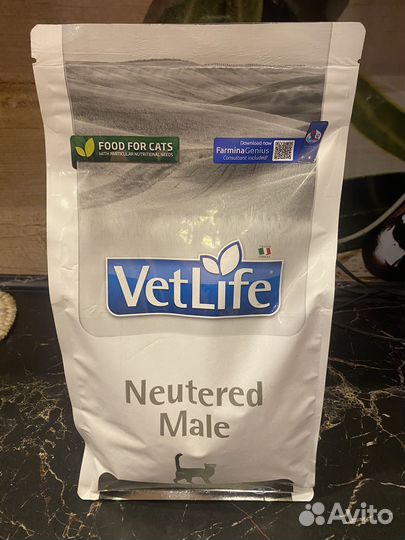 FOOD FOR CATS
WITH PARTICULAR NUTRITIONAL NEEDS
Download now
FarminaGenius
Consultant included!
VetLife
Neutered
Male
Avito